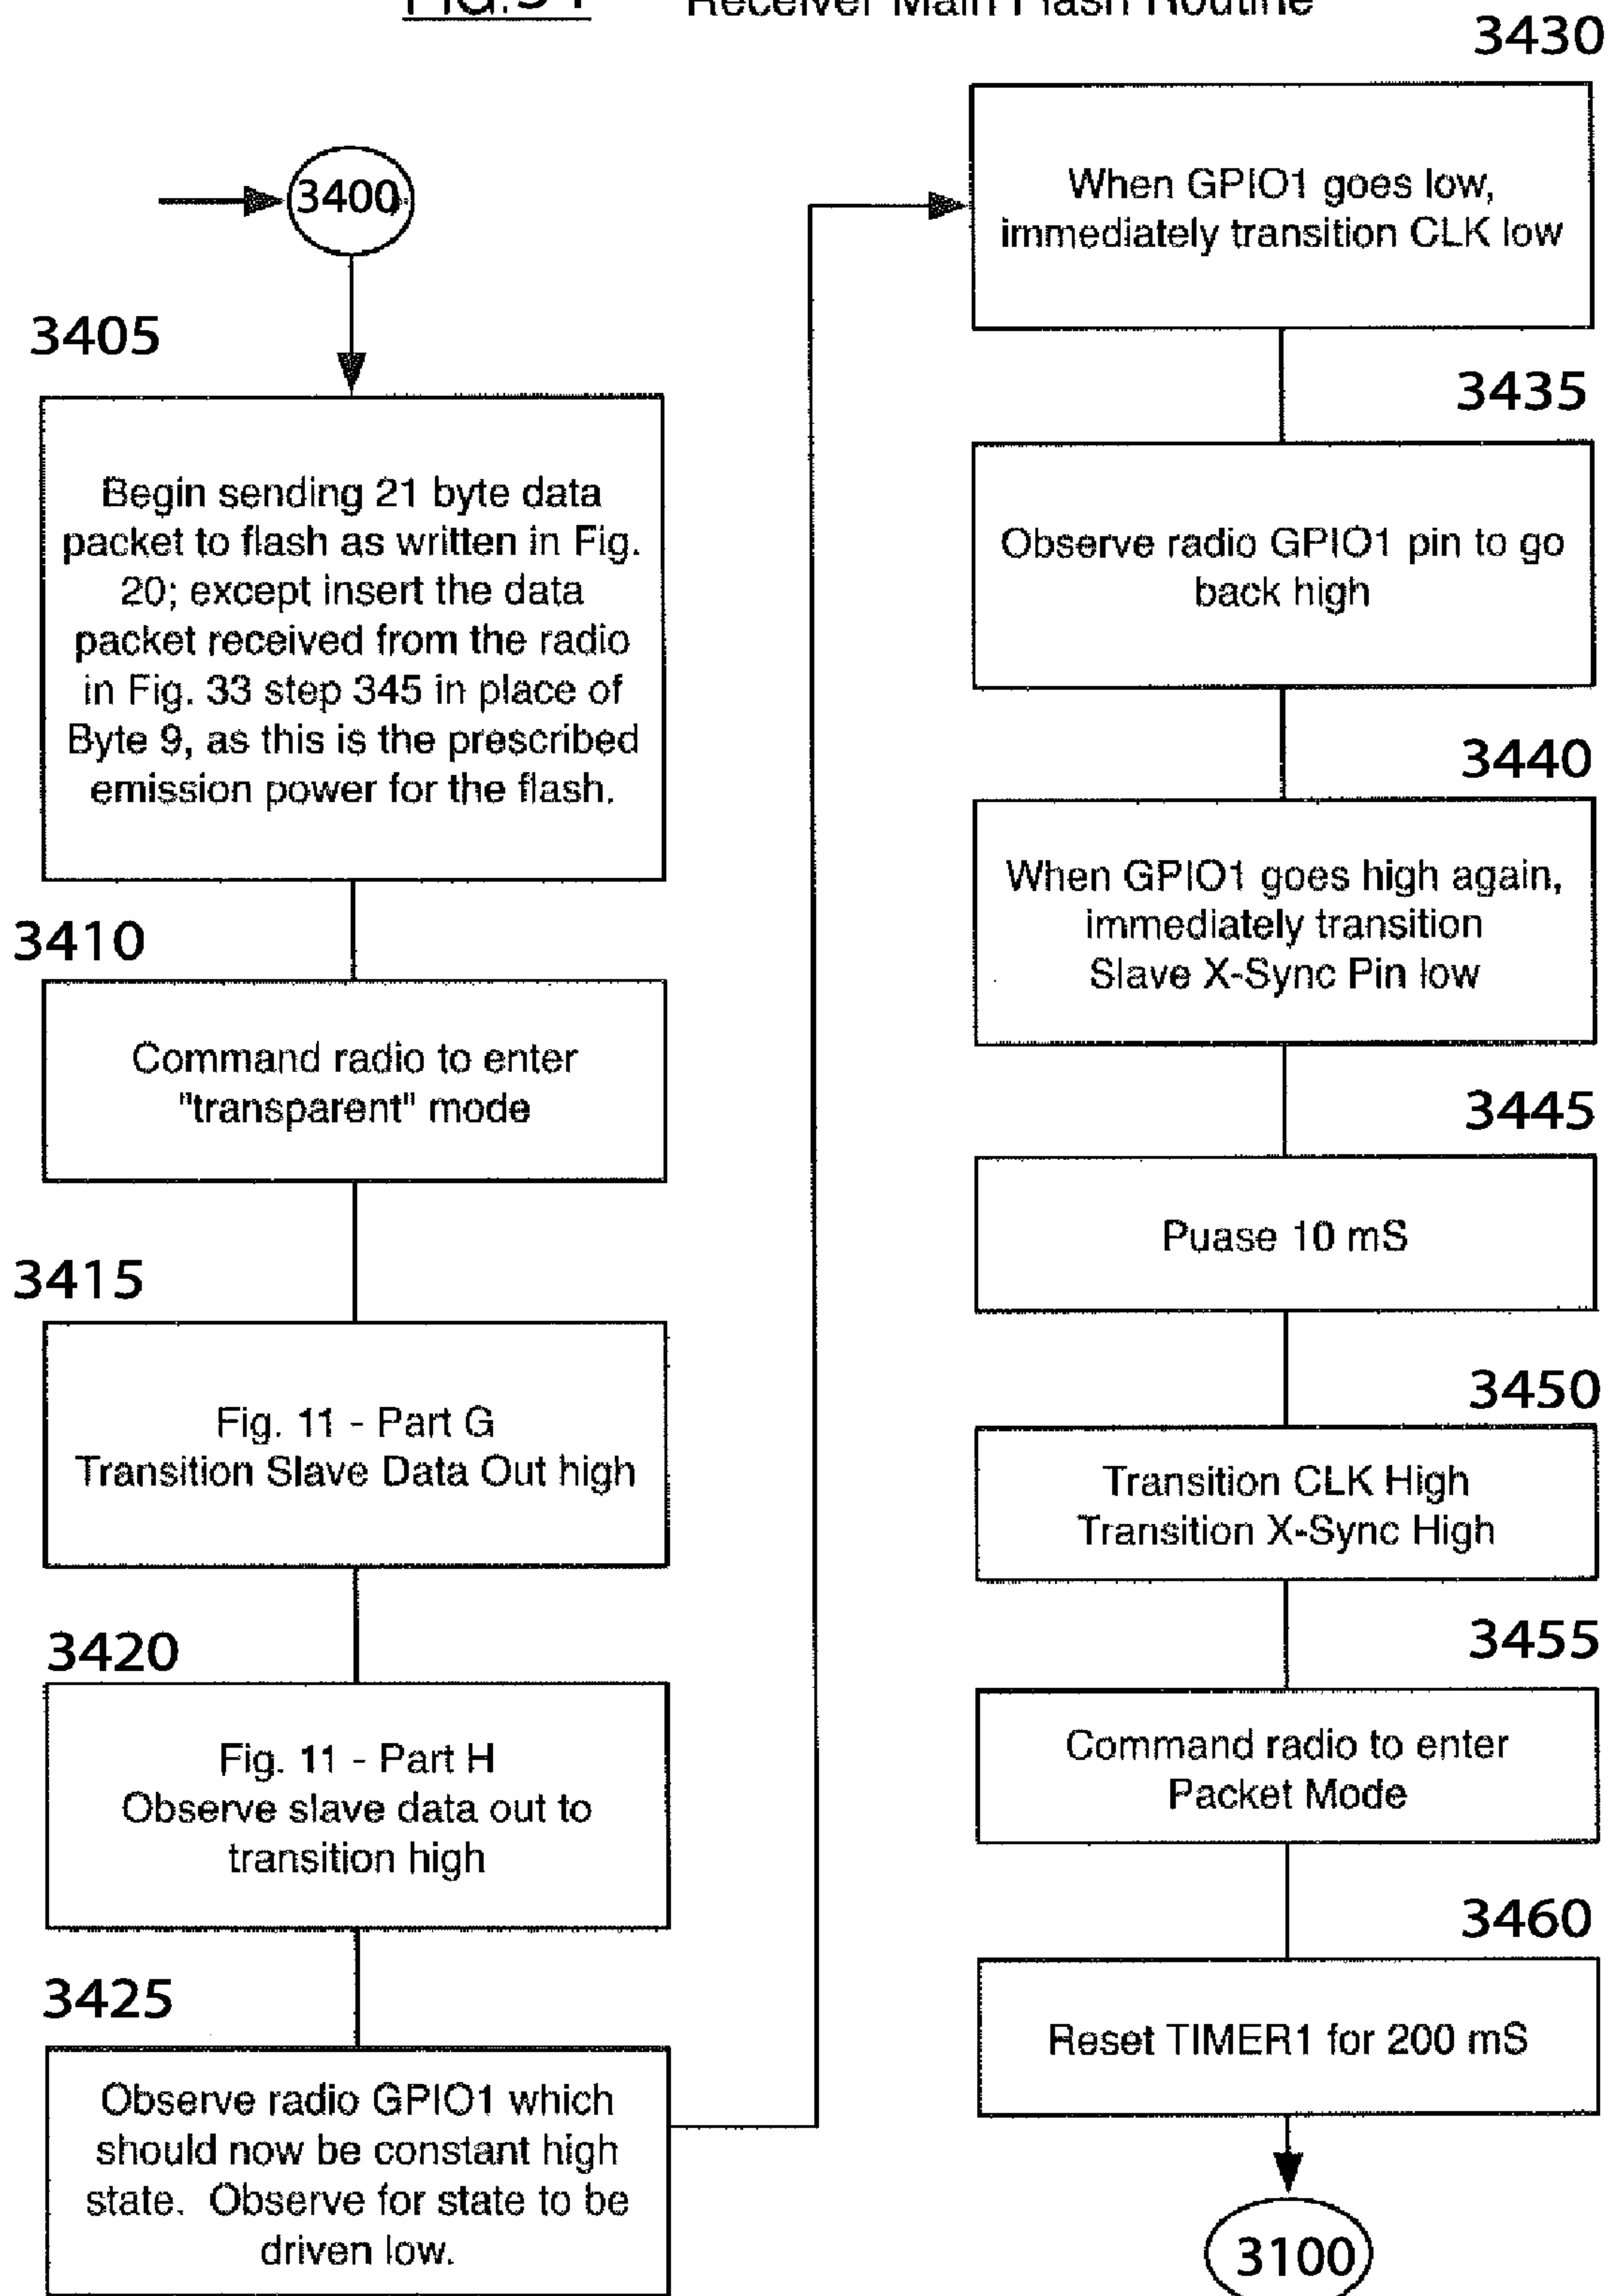 FIG.34 Receiver Main Flash Routine
3400
3405
Begin sending 21 byte data
packet to flash as written in Fig.
20; except insert the data
packet received from the radio
in Fig. 33 step 345 in place of
Byte 9, as this is the prescribed
emission power for the flash.
3410
Command radio to enter
"transparent" mode
3415
Fig. 11 - Part G
Transition Slave Data Out high
3420
Fig. 11 - Part H
Observe slave data out to
transition high
3425
Observe radio GPIO1 which
should now be constant high
state. Observe for state to be
driven low.
3430
When GPIO1 goes low,
immediately transition CLK low
3435
Observe radio GPIO1 pin to go
back high
3440
When GPIO1 goes high again,
immediately transition
Slave X-Sync Pin low
3445
Puase 10 mS
3450
Transition CLK High
Transition X-Sync High
3455
Command radio to enter
Packet Mode
3460
Reset TIMER1 for 200 mS
3100